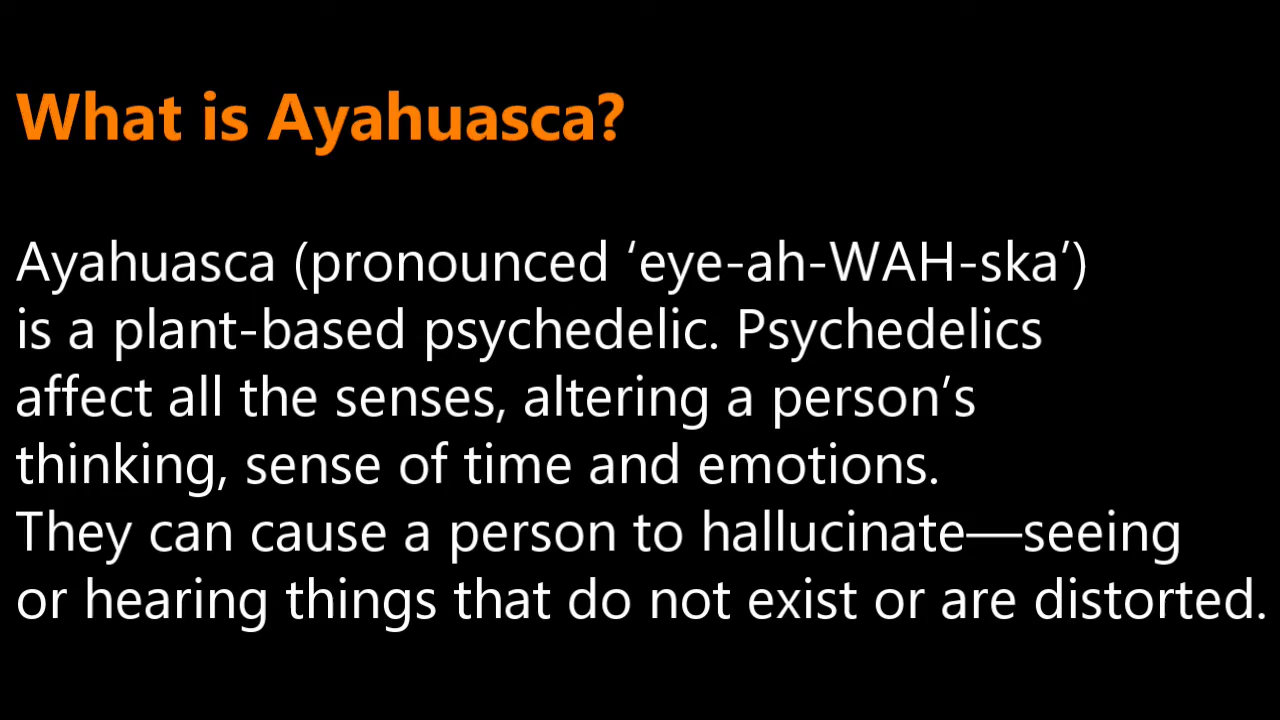 What is Ayahuasca?
Ayahuasca (pronounced ‘eye-ah-WAH-ska’)
is a plant-based psychedelic. Psychedelics
affect all the senses, altering a person’s
thinking, sense of time and emotions.
They can cause a person to hallucinate—seeing
or hearing things that do not exist or are distorted.